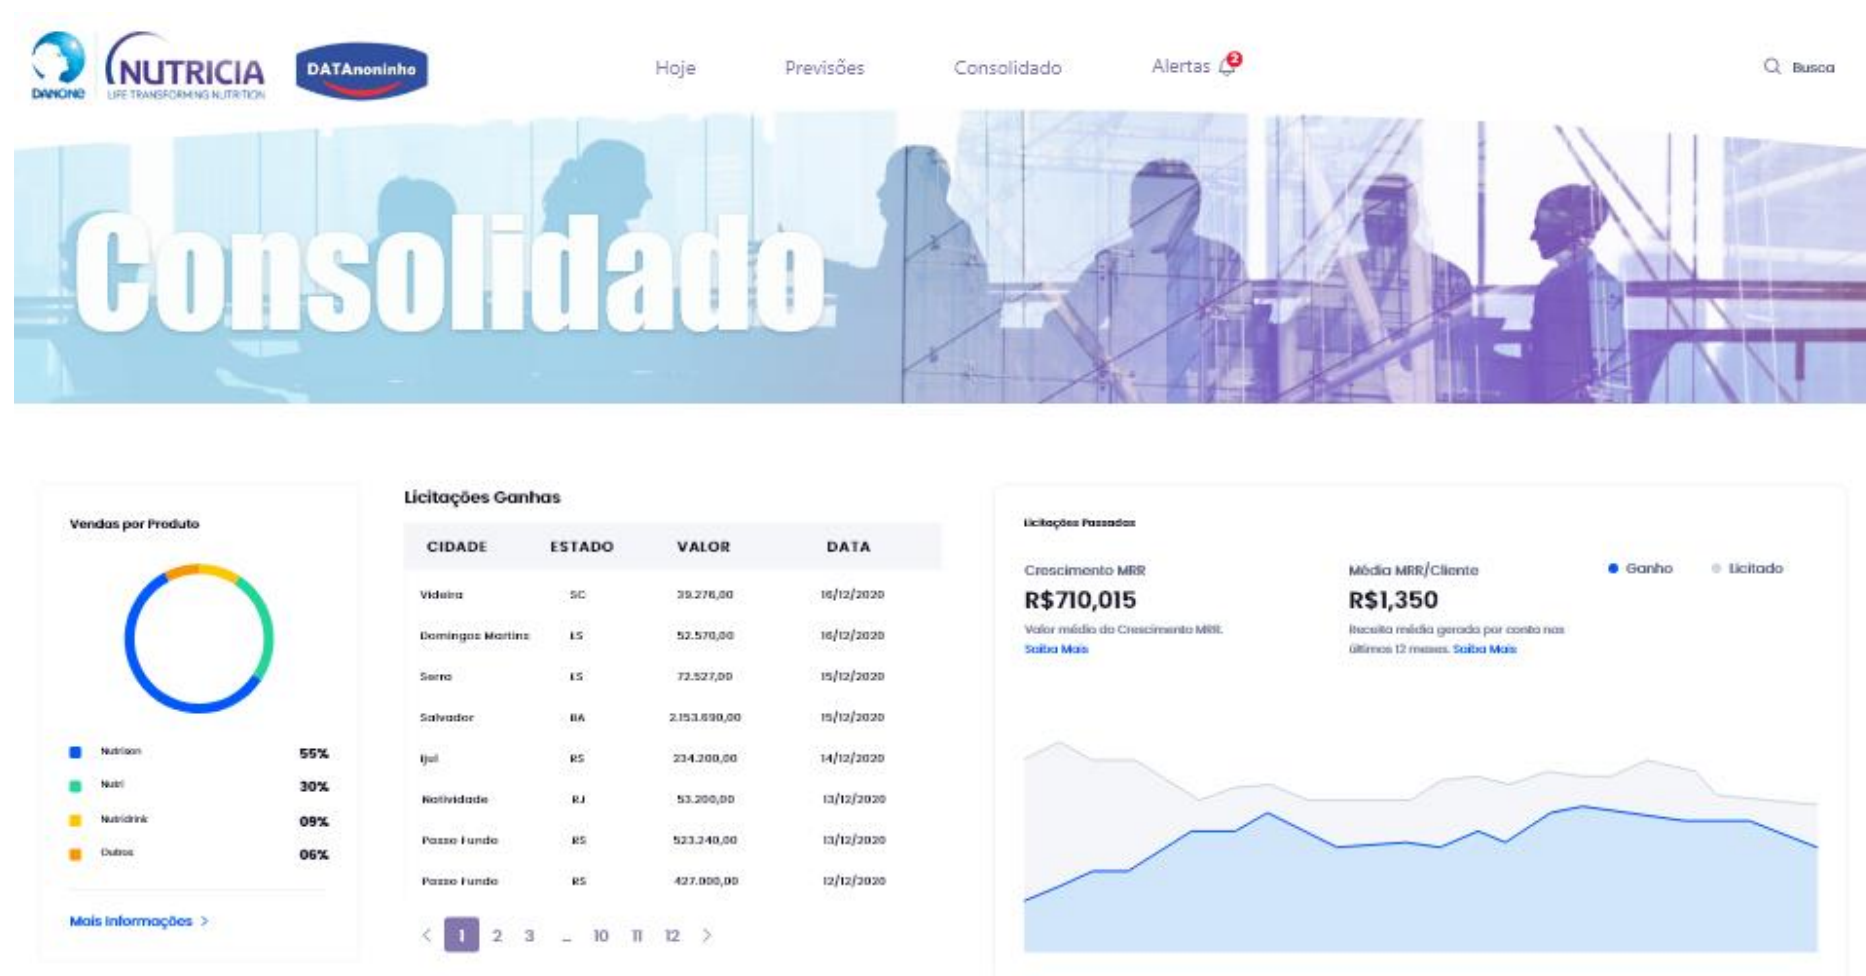 DANONE
NUTRICIA
LIFE TRANSFORMING NUTRITION
DATAnoninho
Hoje
Previsões
Consolidado
Alertas 2
Busca
Consolidado
Vendas por Produto
Nutrison 55%
Nutri 30%
Nutridrink 09%
Outros 06%
Mais Informações >
Licitações Ganhas
CIDADE ESTADO VALOR DATA
Videira SC 39.276,00 16/12/2020
Domingos Martins ES 52.570,00 16/12/2020
Serra ES 72.527,00 15/12/2020
Salvador BA 2.153.690,00 15/12/2020
Ijuí RS 234.200,00 14/12/2020
Natividade RJ 53.200,00 13/12/2020
Passo Fundo RS 523.240,00 13/12/2020
Passo Fundo RS 427.000,00 12/12/2020
< 1 2 3 ... 10 11 12 >
Licitações Passadas
Crescimento MRR
R$710,015
Valor médio do Crescimento MRR.
Saiba Mais
Média MRR/Cliente
R$1,350
Receita média gerada por conta nos
últimos 12 meses. Saiba Mais
Ganho
Licitado